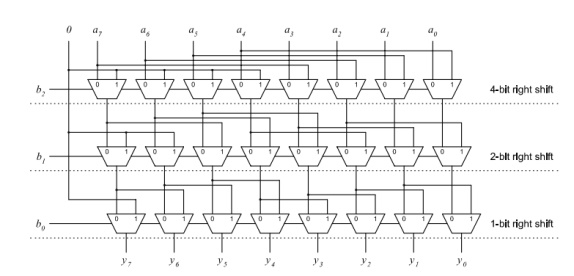 0 a7 a6 a5 a4 a3 a2 a1 a0
0 1 0 1 0 1 0 1 0 1 0 1 0 1 0 1
b2 4-bit right shift
0 1 0 1 0 1 0 1 0 1 0 1 0 1 0 1
b1 2-bit right shift
0 1 0 1 0 1 0 1 0 1 0 1 0 1 0 1
b0 1-bit right shift
y7 y6 y5 y4 y3 y2 y1 y0